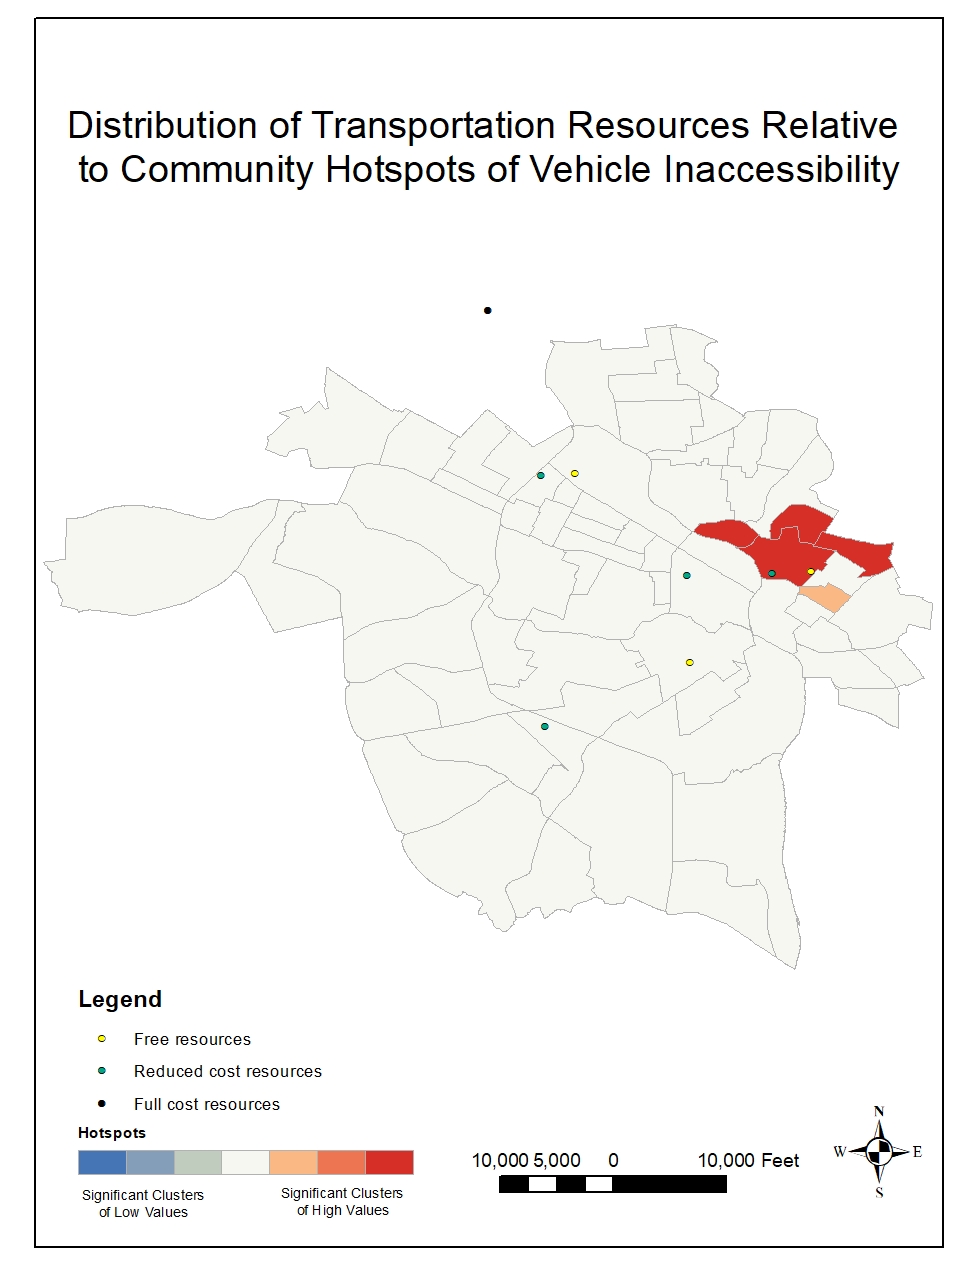 Distribution of Transportation Resources Relative
to Community Hotspots of Vehicle Inaccessibility
Legend
Free resources
Reduced cost resources
Full cost resources
Hotspots
Significant Clusters
of Low Values
Significant Clusters
of High Values
10,000 5,000 0 10,000 Feet
N
W E
S